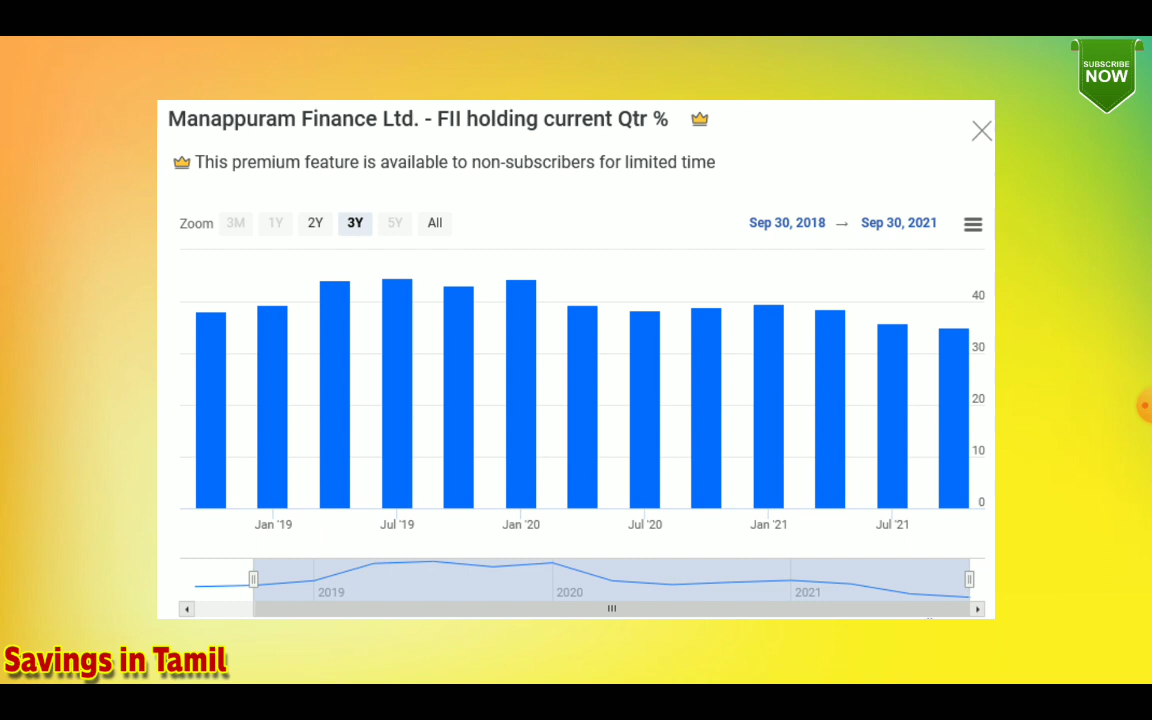 SUBSCRIBE
NOW
Manappuram Finance Ltd. - FII holding current Qtr %
This premium feature is available to non-subscribers for limited time
Zoom 3M 1Y 2Y 3Y 5Y All Sep 30, 2018 → Sep 30, 2021
40
30
20
10
0
Jan '19 Jul '19 Jan '20 Jul '20 Jan '21 Jul '21
2019 2020 2021
Savings in Tamil